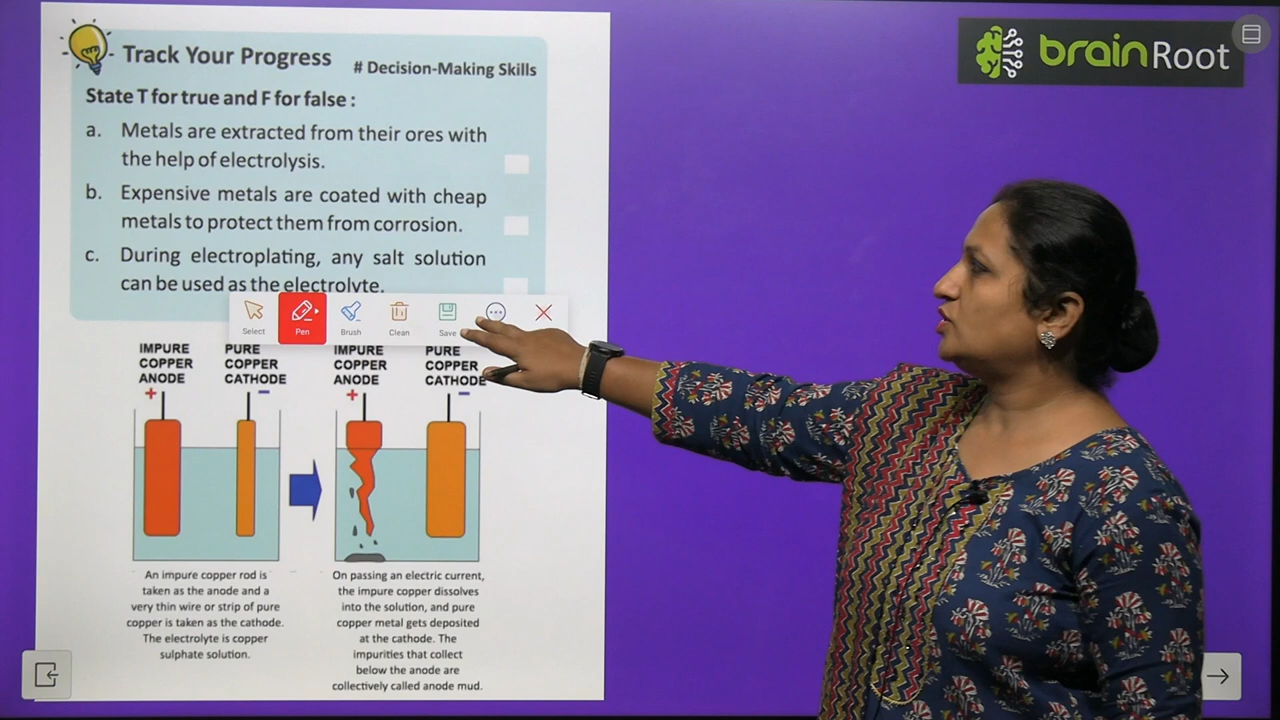 Track Your Progress
# Decision-Making Skills
State T for true and F for false :
a. Metals are extracted from their ores with
the help of electrolysis.
b. Expensive metals are coated with cheap
metals to protect them from corrosion.
c. During electroplating, any salt solution
can be used as the electrolyte.
Select
Pen
Brush
Clean
Save
IMPURE
COPPER
ANODE
+
PURE
COPPER
CATHODE
−
IMPURE
COPPER
ANODE
+
PURE
COPPER
CATHODE
−
An impure copper rod is
taken as the anode and a
very thin wire or strip of pure
copper is taken as the cathode.
The electrolyte is copper
sulphate solution.
On passing an electric current,
the impure copper dissolves
into the solution, and pure
copper metal gets deposited
at the cathode. The
impurities that collect
below the anode are
collectively called anode mud.
brainRoot